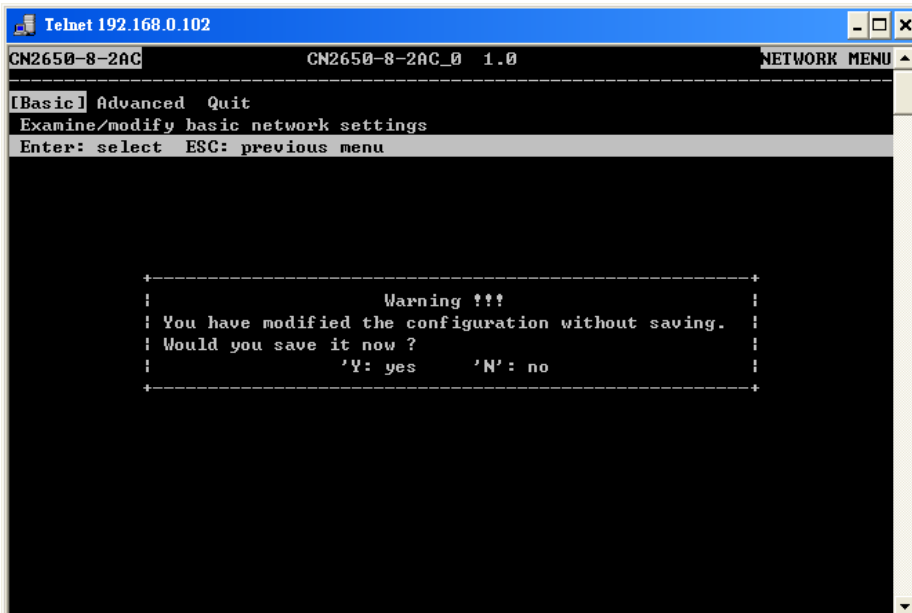 Telnet 192.168.0.102
CN2650-8-2AC CN2650-8-2AC_0 1.0 NETWORK MENU
[Basic] Advanced Quit
Examine/modify basic network settings
Enter: select ESC: previous menu
Warning !!!
You have modified the configuration without saving.
Would you save it now ?
'Y: yes 'N': no